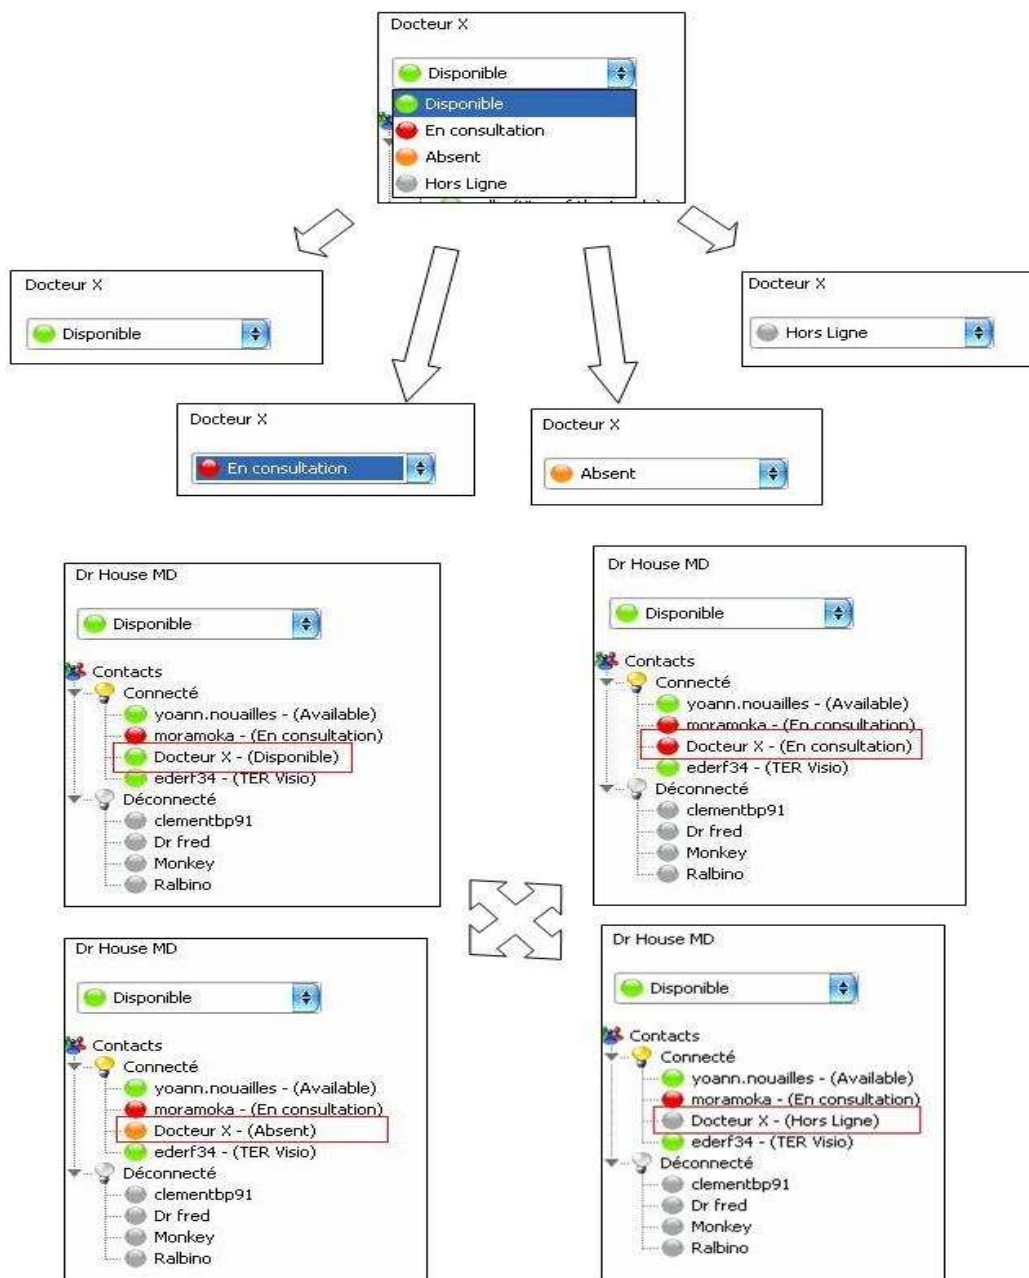 Docteur X
Disponible
Disponible
En consultation
Absent
Hors Ligne
Docteur X
Disponible
Docteur X
Hors Ligne
Docteur X
En consultation
Docteur X
Absent
Dr House MD
Disponible
Contacts
Connecté
yoann.nouailles - (Available)
moramoka - (En consultation)
Docteur X - (Disponible)
ederf34 - (TER Visio)
Déconnecté
clementbp91
Dr fred
Monkey
Ralbino
Dr House MD
Disponible
Contacts
Connecté
yoann.nouailles - (Available)
moramoka - (En consultation)
Docteur X - (En consultation)
ederf34 - (TER Visio)
Déconnecté
clementbp91
Dr fred
Monkey
Ralbino
Dr House MD
Disponible
Contacts
Connecté
yoann.nouailles - (Available)
moramoka - (En consultation)
Docteur X - (Absent)
ederf34 - (TER Visio)
Déconnecté
clementbp91
Dr fred
Monkey
Ralbino
Dr House MD
Disponible
Contacts
Connecté
yoann.nouailles - (Available)
moramoka - (En consultation)
Docteur X - (Hors Ligne)
ederf34 - (TER Visio)
Déconnecté
clementbp91
Dr fred
Monkey
Ralbino